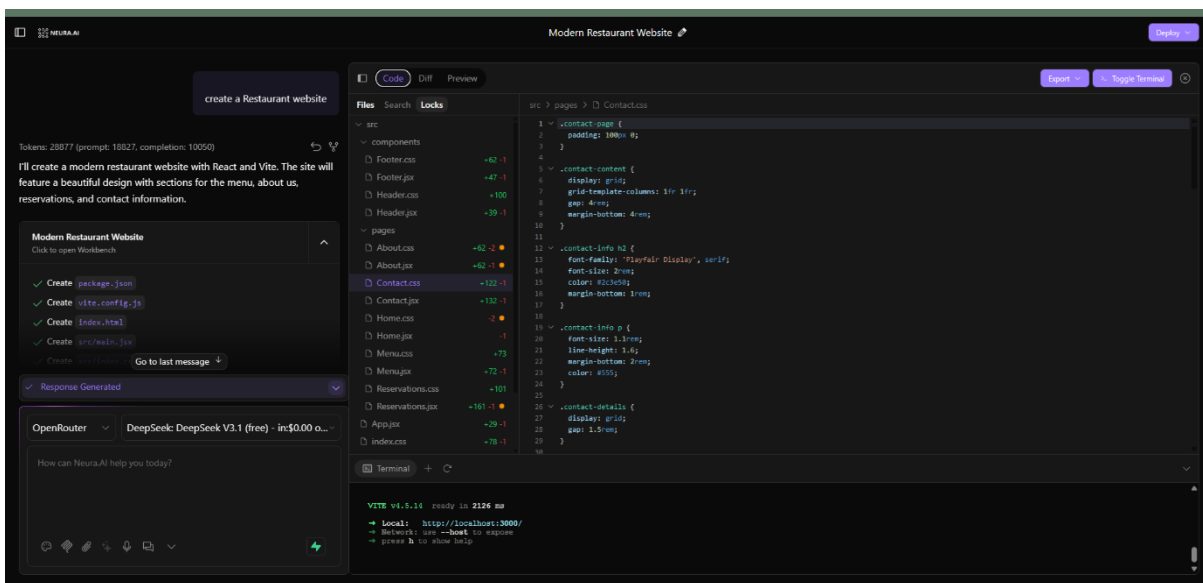 NEURA.AI
Modern Restaurant Website
Deploy
create a Restaurant website
Tokens: 28877 (prompt: 18827, completion: 10050)
I'll create a modern restaurant website with React and Vite. The site will
feature a beautiful design with sections for the menu, about us,
reservations, and contact information.
Modern Restaurant Website
Click to open Workbench
Create package.json
Create vite.config.js
Create index.html
Create src/main.jsx
Create
Go to last message
Response Generated
OpenRouter
DeepSeek: DeepSeek V3.1 (free) - in:$0.00 o...
How can Neura.AI help you today?
Code Diff Preview
Export
Toggle Terminal
Files Search Locks
src
components
Footer.css +62 -1
Footer.jsx +47 -1
Header.css +100
Header.jsx +39 -1
pages
About.css +62 -2
About.jsx +62 -1
Contact.css +122 -1
Contact.jsx +132 -1
Home.css -2
Home.jsx -1
Menu.css +73
Menu.jsx +72 -1
Reservations.css +101
Reservations.jsx +161 -1
App.jsx +29 -1
index.css +78 -1
src > pages > Contact.css
1 .contact-page {
2 padding: 100px 0;
3 }
4
5 .contact-content {
6 display: grid;
7 grid-template-columns: 1fr 1fr;
8 gap: 4rem;
9 margin-bottom: 4rem;
10 }
11
12 .contact-info h2 {
13 font-family: 'Playfair Display', serif;
14 font-size: 2rem;
15 color: #2c3e50;
16 margin-bottom: 1rem;
17 }
18
19 .contact-info p {
20 font-size: 1.1rem;
21 line-height: 1.6;
22 margin-bottom: 2rem;
23 color: #555;
24 }
25
26 .contact-details {
27 display: grid;
28 gap: 1.5rem;
29 }
30
Terminal
VITE v4.5.14 ready in 2126 ms
➜ Local: http://localhost:3000/
➜ Network: use --host to expose
➜ press h to show help